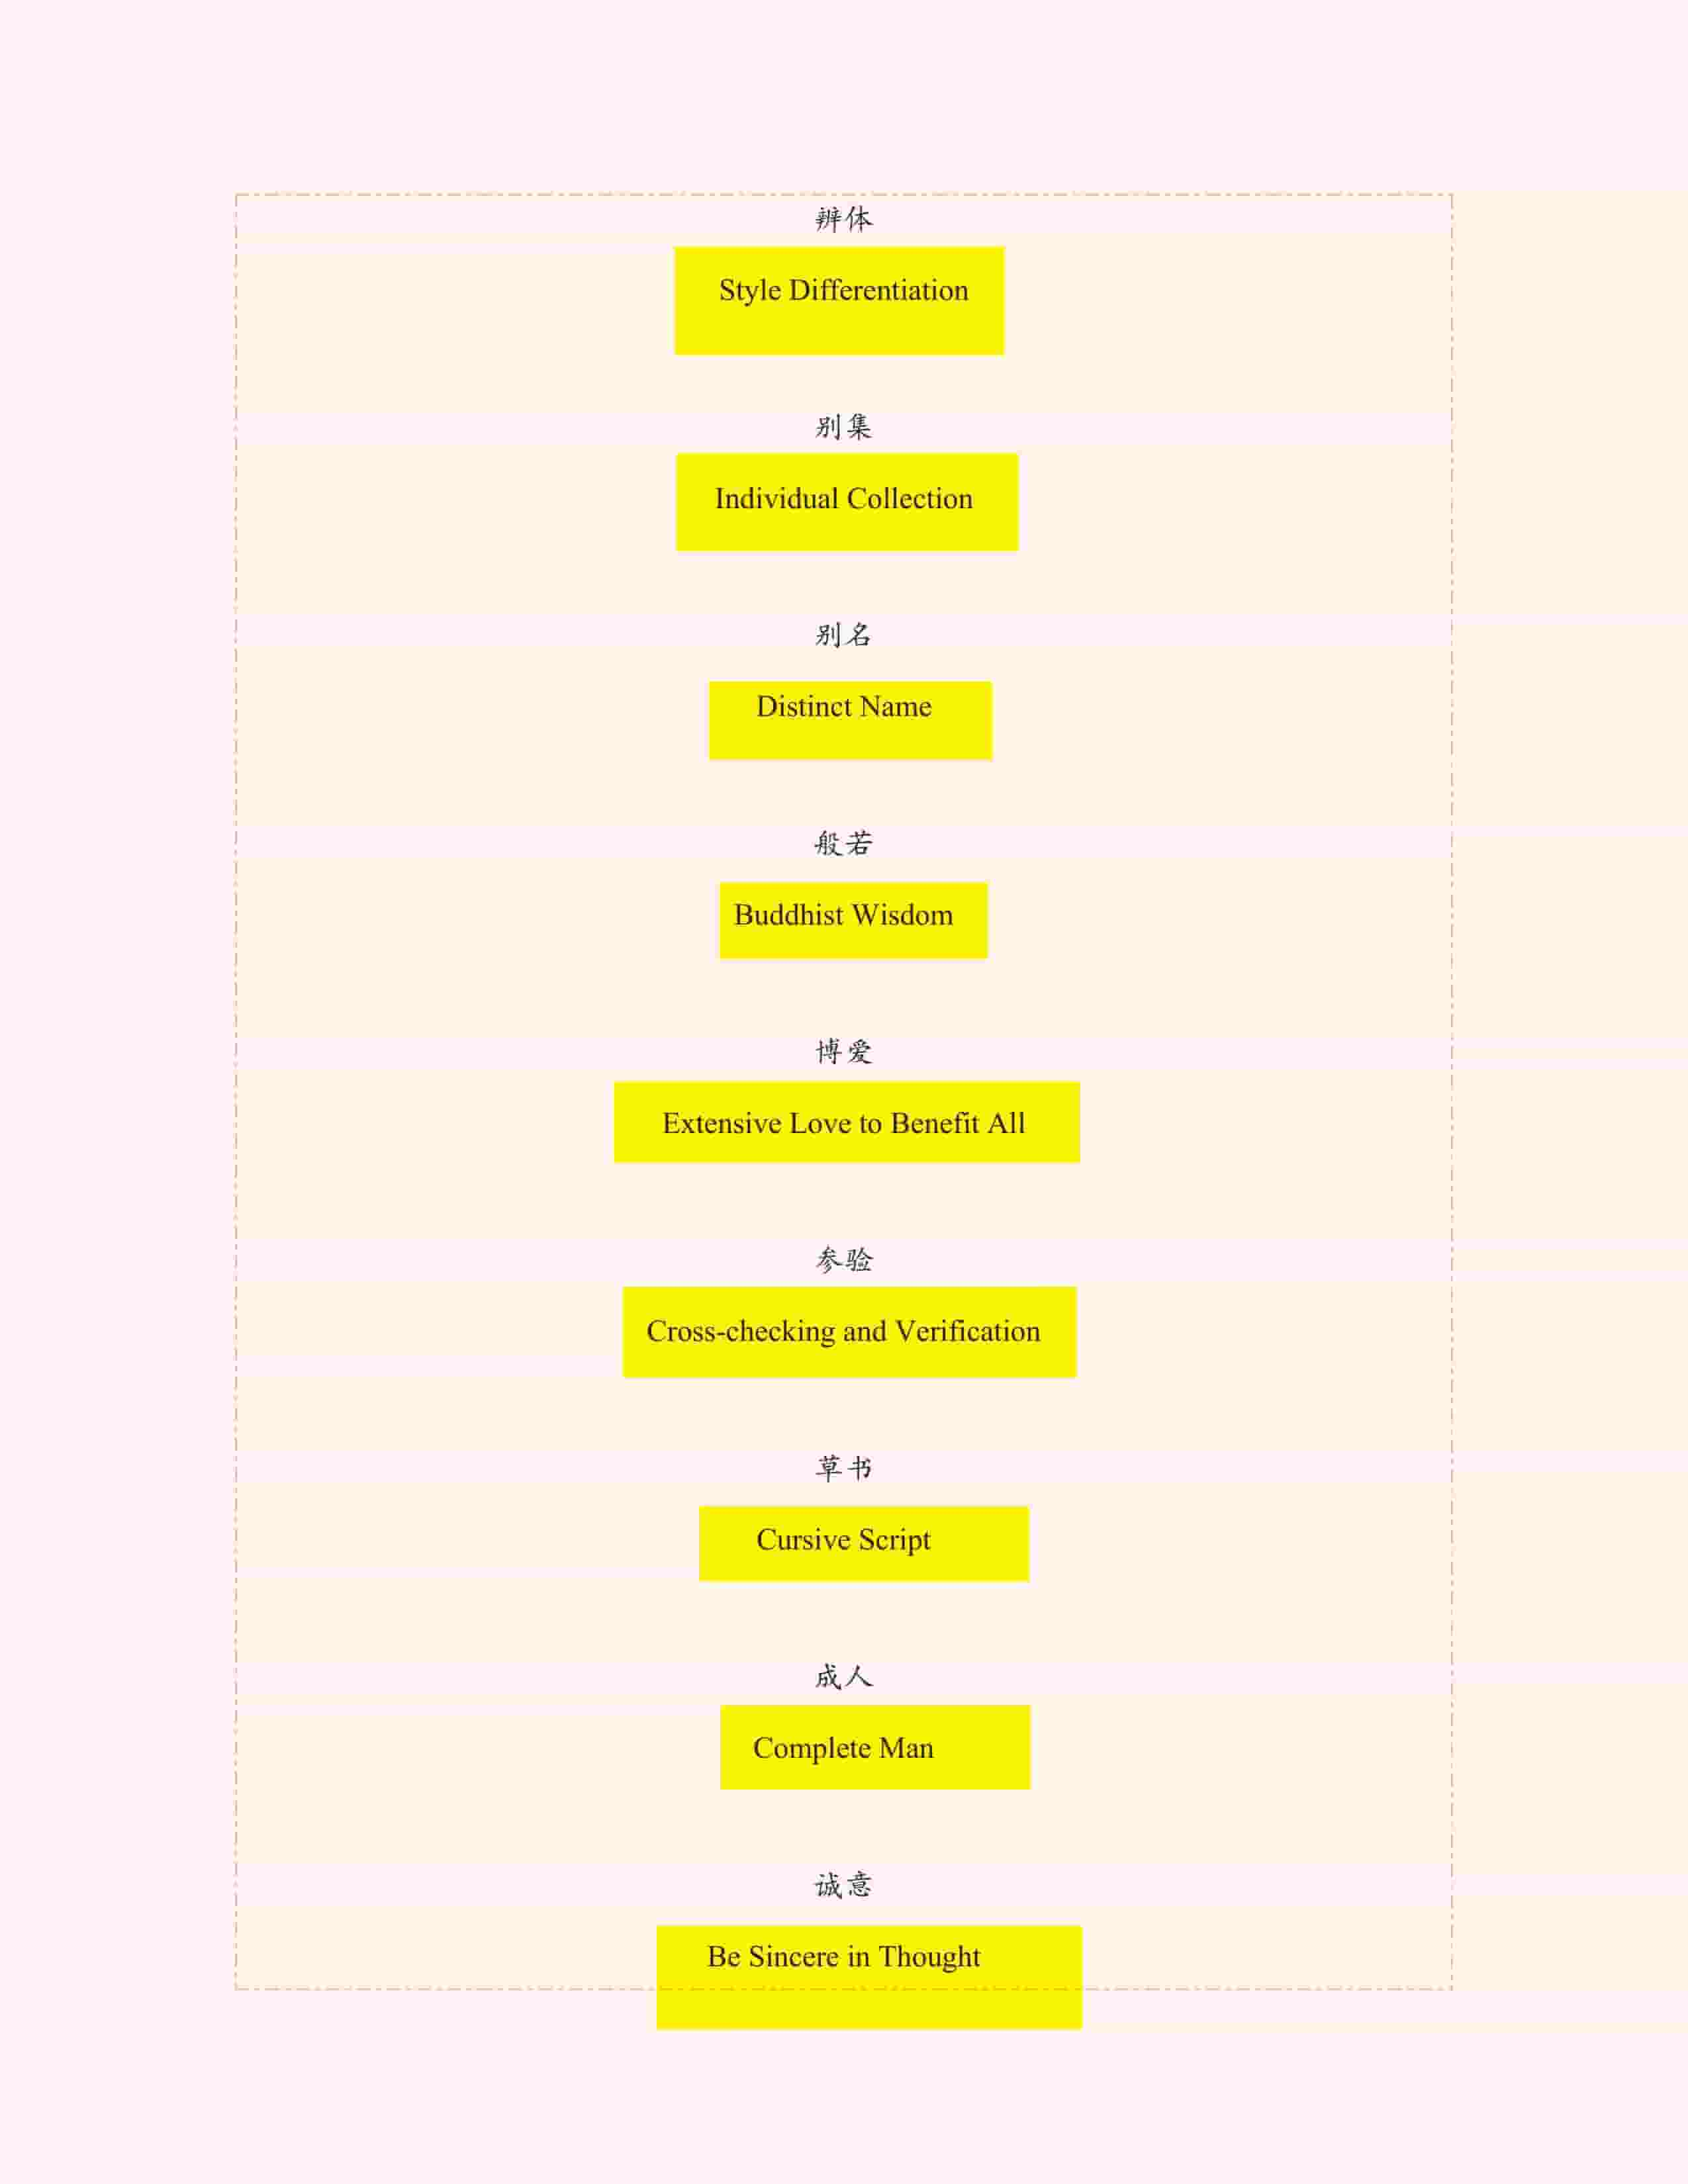 辨体
Style Differentiation
别集
Individual Collection
别名
Distinct Name
般若
Buddhist Wisdom
博爱
Extensive Love to Benefit All
参验
Cross-checking and Verification
草书
Cursive Script
成人
Complete Man
诚意
Be Sincere in Thought